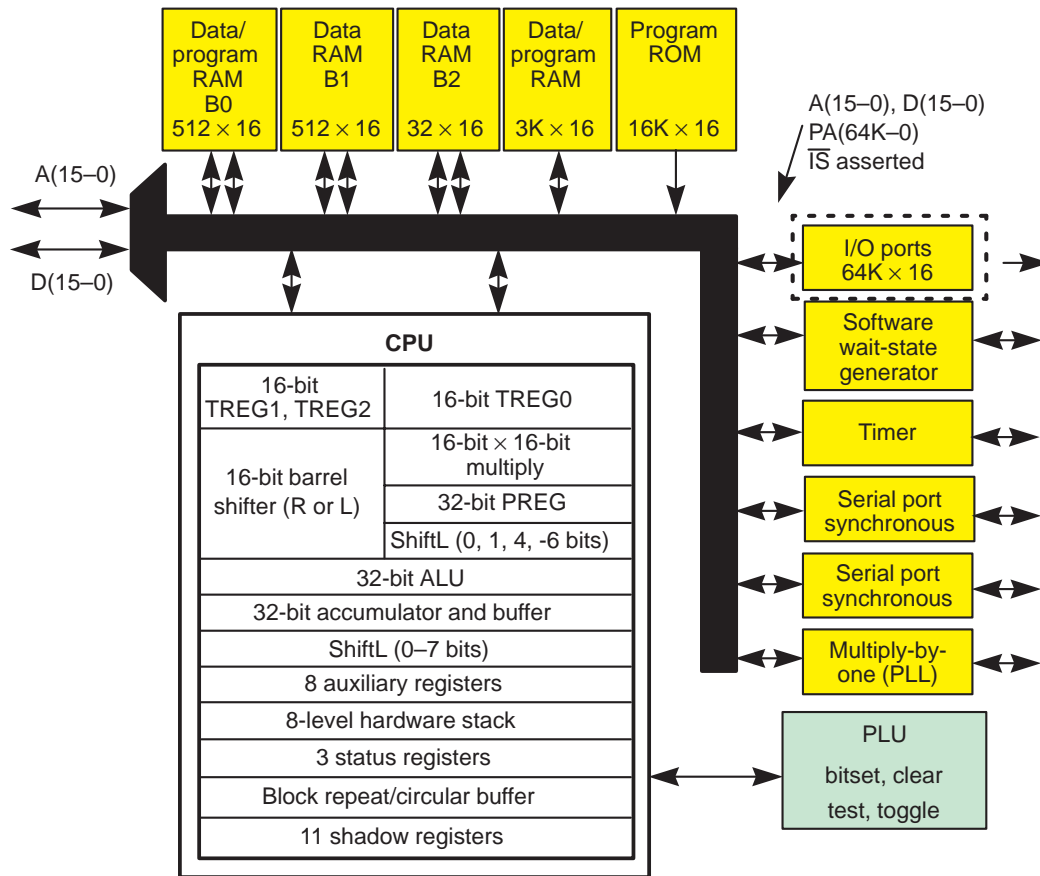 Data/
program
RAM
B0
512 × 16
Data
RAM
B1
512 × 16
Data
RAM
B2
32 × 16
Data/
program
RAM
3K × 16
Program
ROM
16K × 16
A(15–0), D(15–0)
PA(64K–0)
I̅S̅ asserted
A(15–0)
D(15–0)
I/O ports
64K × 16
Software
wait-state
generator
Timer
Serial port
synchronous
Serial port
synchronous
Multiply-by-
one (PLL)
CPU
16-bit
TREG1, TREG2
16-bit TREG0
16-bit barrel
shifter (R or L)
16-bit × 16-bit
multiply
32-bit PREG
ShiftL (0, 1, 4, -6 bits)
32-bit ALU
32-bit accumulator and buffer
ShiftL (0–7 bits)
8 auxiliary registers
8-level hardware stack
3 status registers
Block repeat/circular buffer
11 shadow registers
PLU
bitset, clear
test, toggle